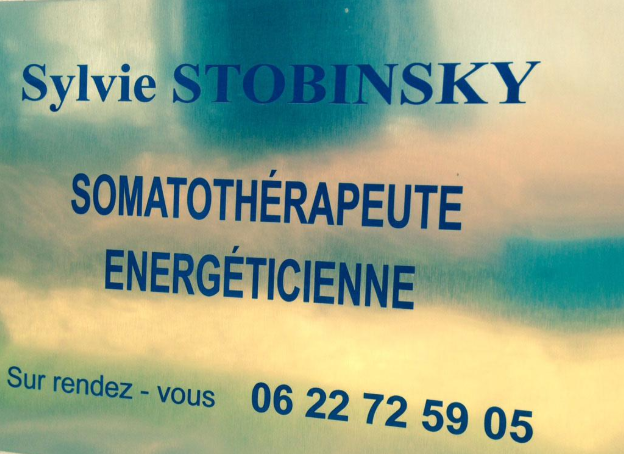 Sylvie STOBINSKY
SOMATOTHÉRAPEUTE
ENERGÉTICIENNE
Sur rendez - vous 06 22 72 59 05